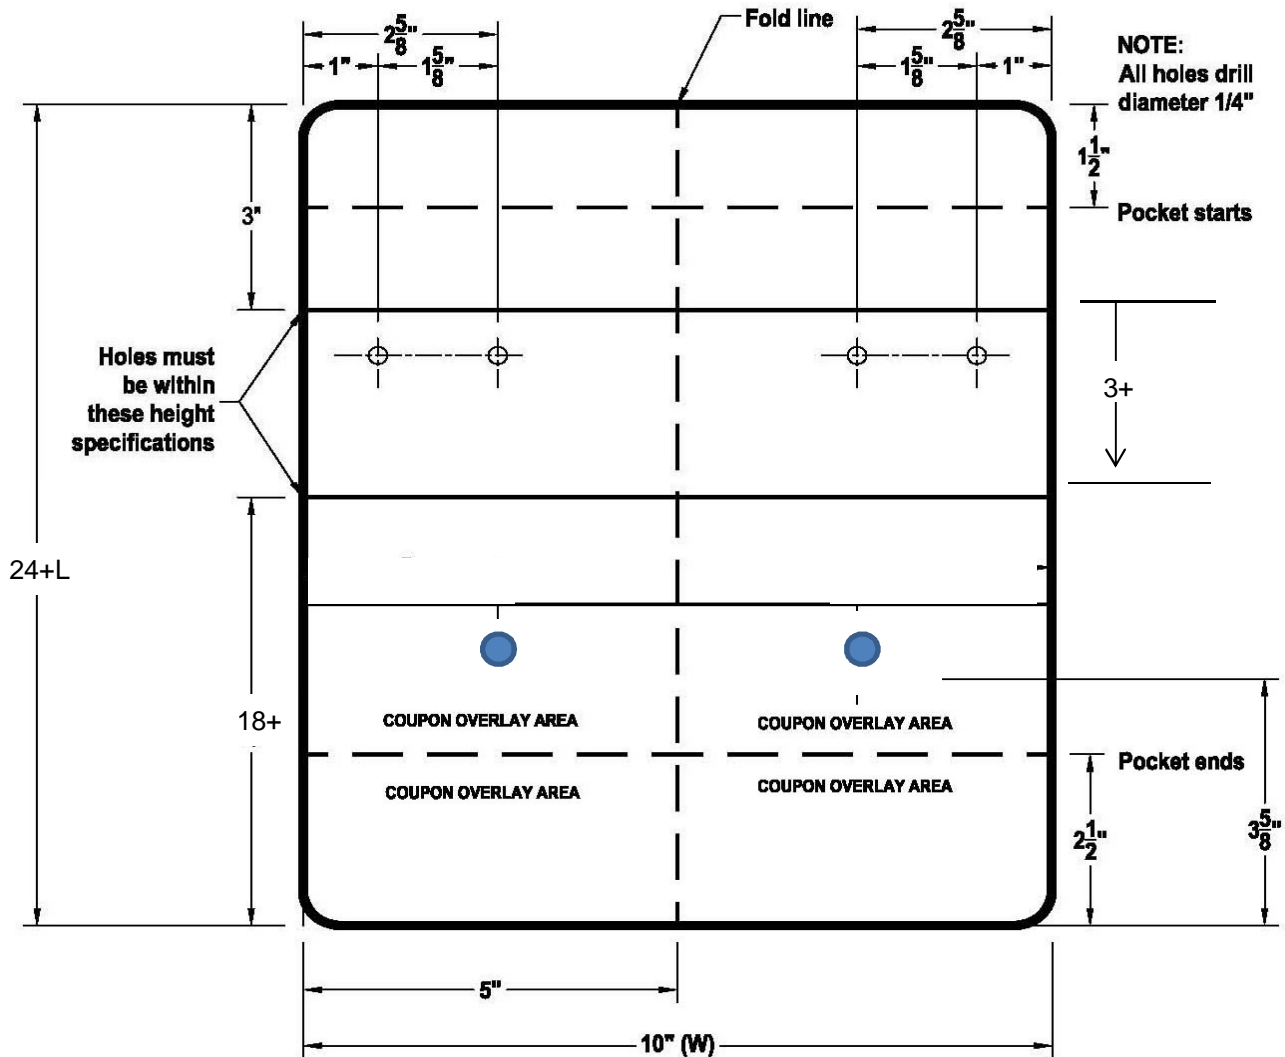 Fold line
2 5/8"
2 5/8"
1"
1 5/8"
1 5/8"
1"
NOTE:
All holes drill
diameter 1/4"
1 1/2"
3"
Pocket starts
Holes must
be within
these height
specifications
3+
24+L
18+
COUPON OVERLAY AREA
COUPON OVERLAY AREA
Pocket ends
COUPON OVERLAY AREA
COUPON OVERLAY AREA
2 1/2"
3 5/8"
5"
10" (W)